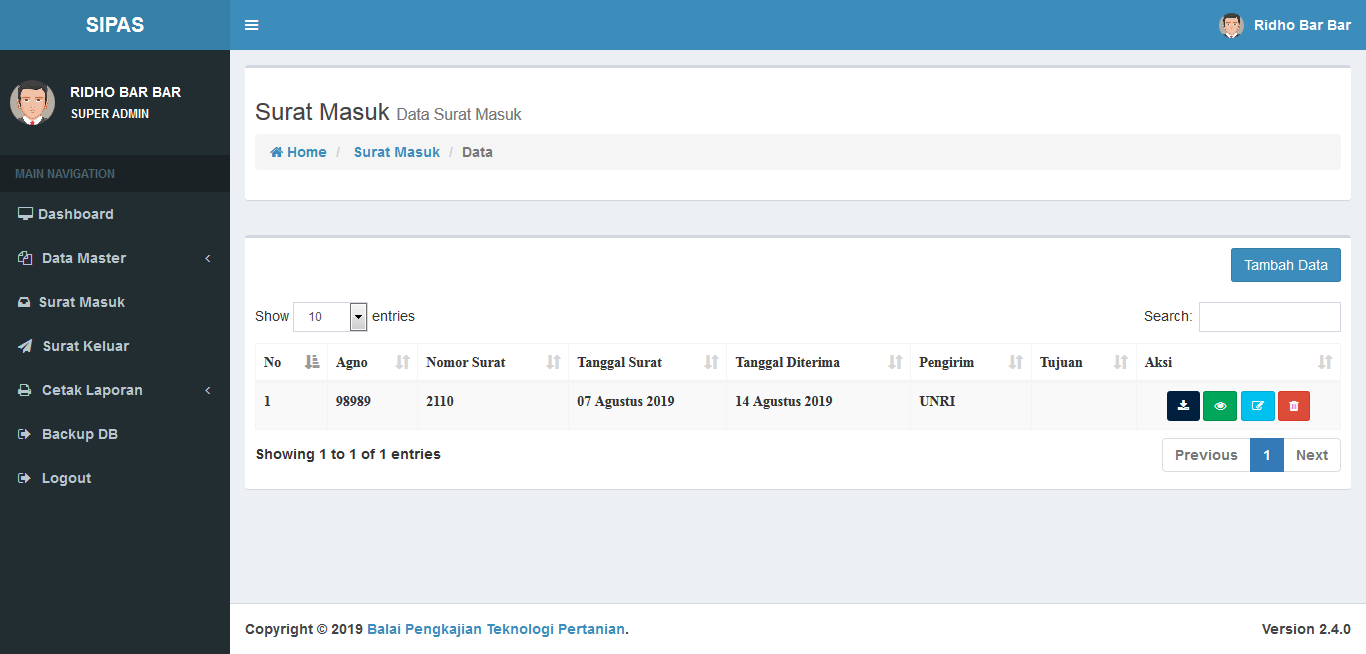 SIPAS
Ridho Bar Bar
RIDHO BAR BAR
SUPER ADMIN
MAIN NAVIGATION
Dashboard
Data Master
Surat Masuk
Surat Keluar
Cetak Laporan
Backup DB
Logout
Surat Masuk Data Surat Masuk
Home / Surat Masuk / Data
Tambah Data
Show 10 entries Search:
No Agno Nomor Surat Tanggal Surat Tanggal Diterima Pengirim Tujuan Aksi
1 98989 2110 07 Agustus 2019 14 Agustus 2019 UNRI
Showing 1 to 1 of 1 entries Previous 1 Next
Copyright © 2019 Balai Pengkajian Teknologi Pertanian. Version 2.4.0